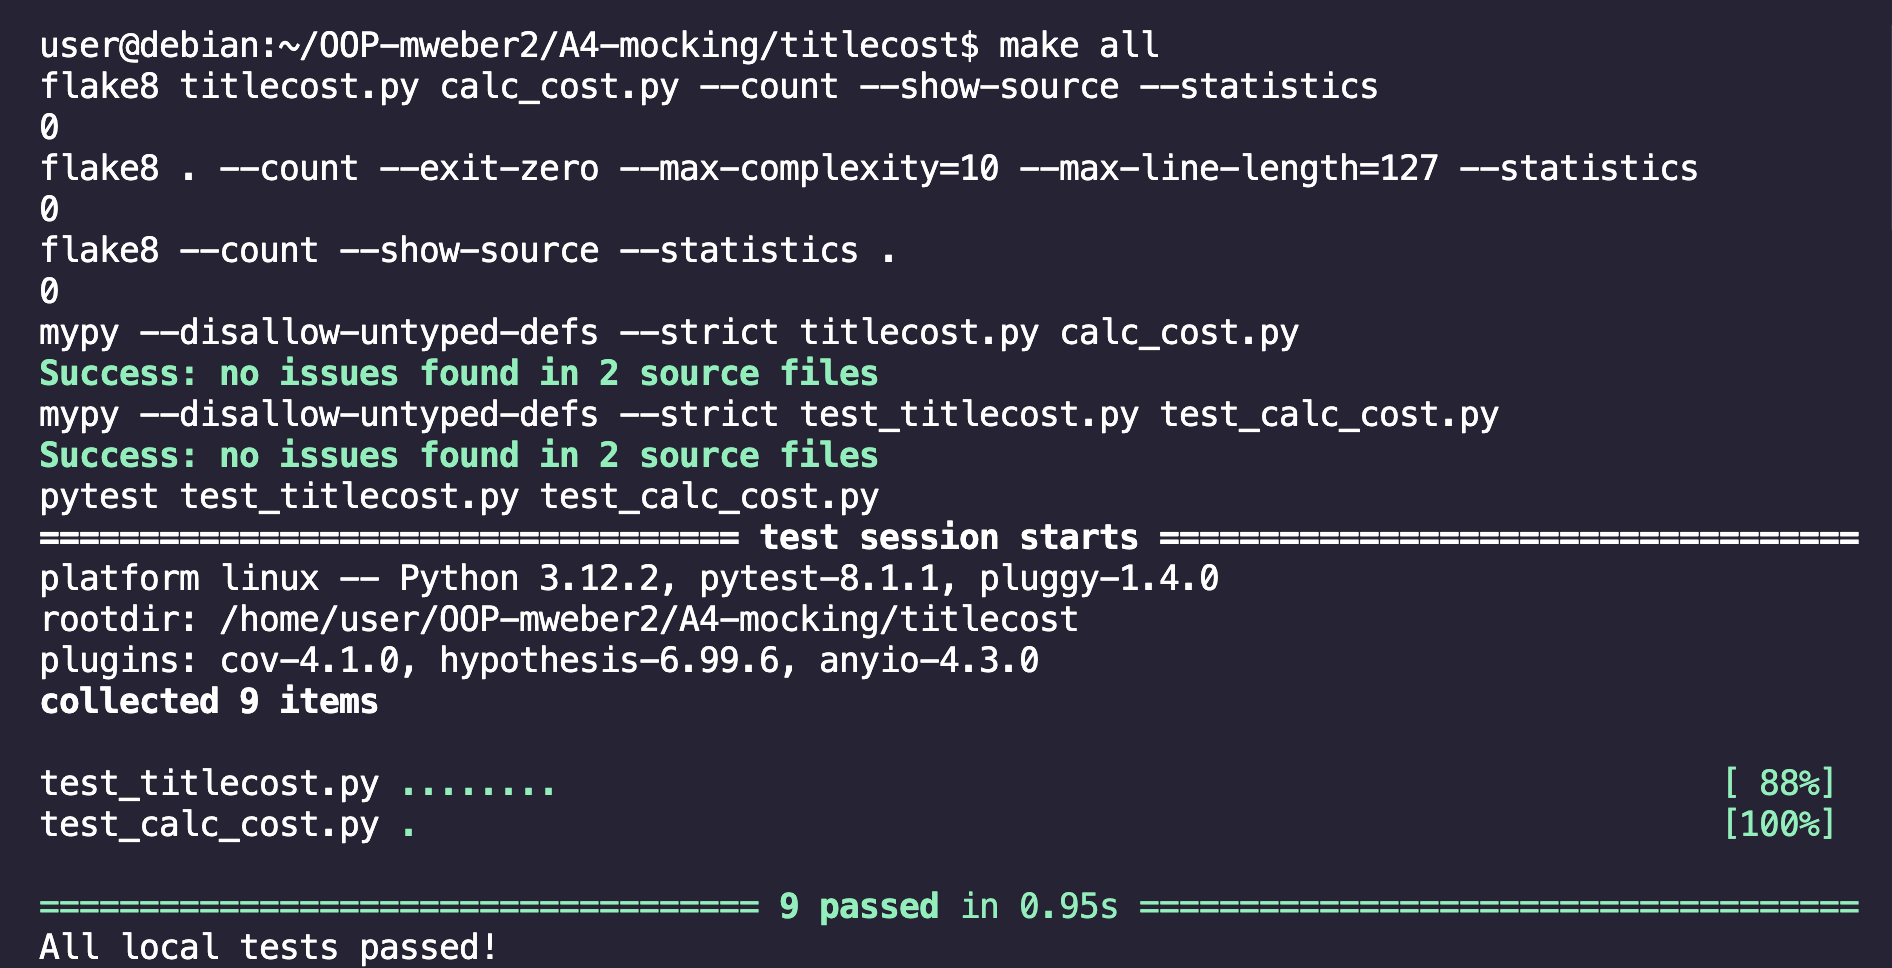 user@debian:~/OOP-mweber2/A4-mocking/titlecost$ make all
flake8 titlecost.py calc_cost.py --count --show-source --statistics
0
flake8 . --count --exit-zero --max-complexity=10 --max-line-length=127 --statistics
0
flake8 --count --show-source --statistics .
0
mypy --disallow-untyped-defs --strict titlecost.py calc_cost.py
Success: no issues found in 2 source files
mypy --disallow-untyped-defs --strict test_titlecost.py test_calc_cost.py
Success: no issues found in 2 source files
pytest test_titlecost.py test_calc_cost.py
=================================== test session starts ===================================
platform linux -- Python 3.12.2, pytest-8.1.1, pluggy-1.4.0
rootdir: /home/user/OOP-mweber2/A4-mocking/titlecost
plugins: cov-4.1.0, hypothesis-6.99.6, anyio-4.3.0
collected 9 items
test_titlecost.py ........ [ 88%]
test_calc_cost.py . [100%]
==================================== 9 passed in 0.95s ====================================
All local tests passed!